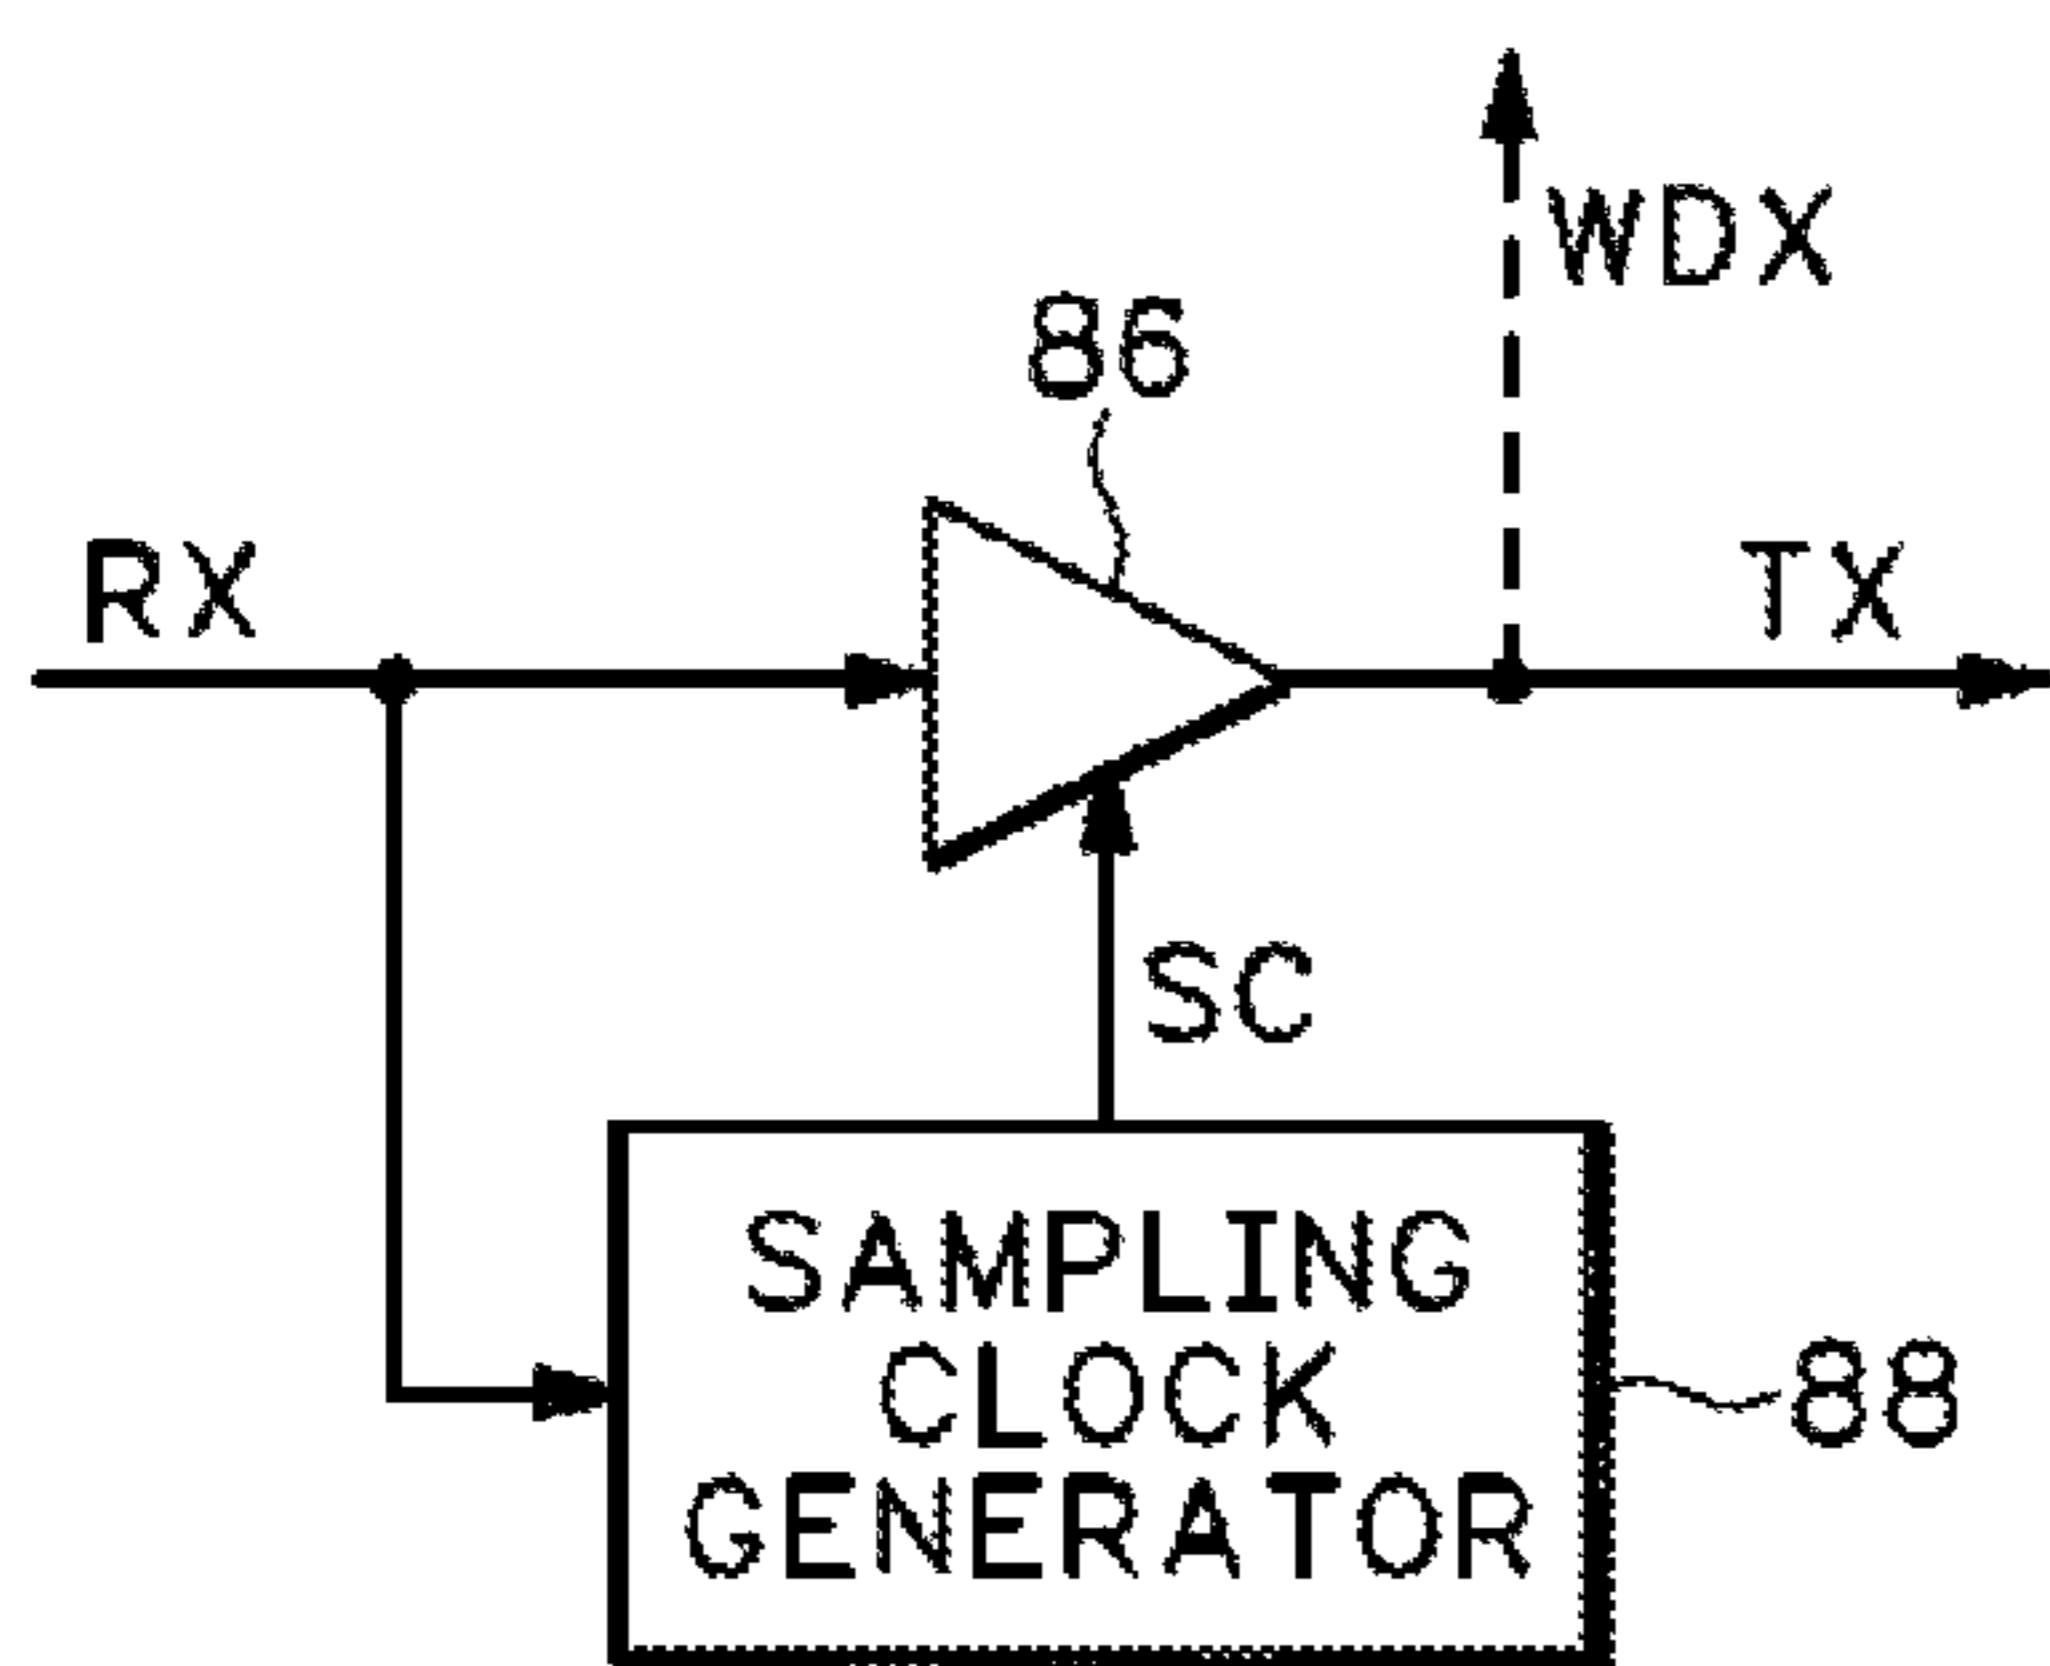 WDX
86
RX
TX
SC
SAMPLING
CLOCK
GENERATOR
88